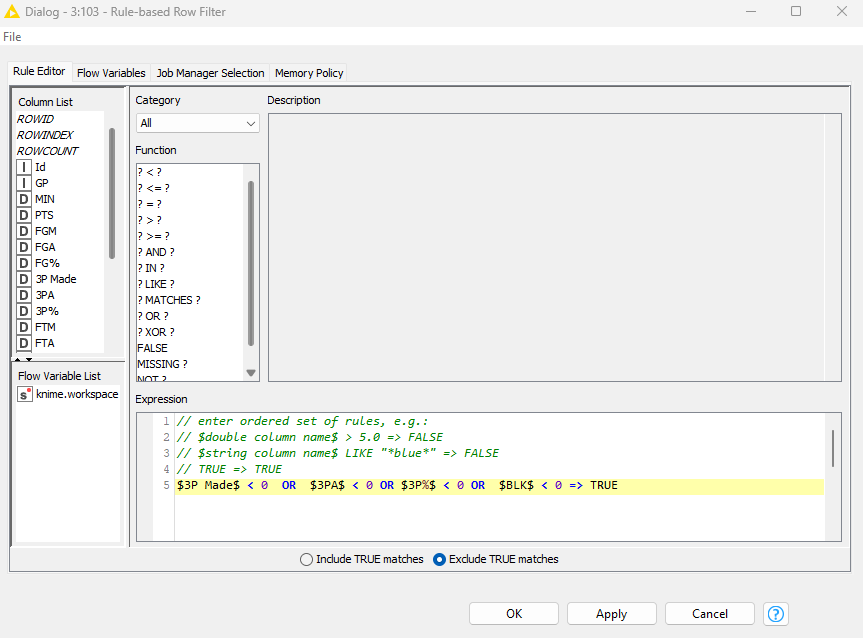 Dialog - 3:103 - Rule-based Row Filter
File
Rule Editor Flow Variables Job Manager Selection Memory Policy
Column List
ROWID
ROWINDEX
ROWCOUNT
I Id
I GP
D MIN
D PTS
D FGM
D FGA
D FG%
D 3P Made
D 3PA
D 3P%
D FTM
D FTA
Flow Variable List
s knime.workspace
Category
All
Function
? < ?
? <= ?
? = ?
? > ?
? >= ?
? AND ?
? IN ?
? LIKE ?
? MATCHES ?
? OR ?
? XOR ?
FALSE
MISSING ?
NOT ?
Description
Expression
1 // enter ordered set of rules, e.g.:
2 // $double column name$ > 5.0 => FALSE
3 // $string column name$ LIKE "*blue*" => FALSE
4 // TRUE => TRUE
5 $3P Made$ < 0 OR $3PA$ < 0 OR $3P%$ < 0 OR $BLK$ < 0 => TRUE
Include TRUE matches Exclude TRUE matches
OK Apply Cancel ?